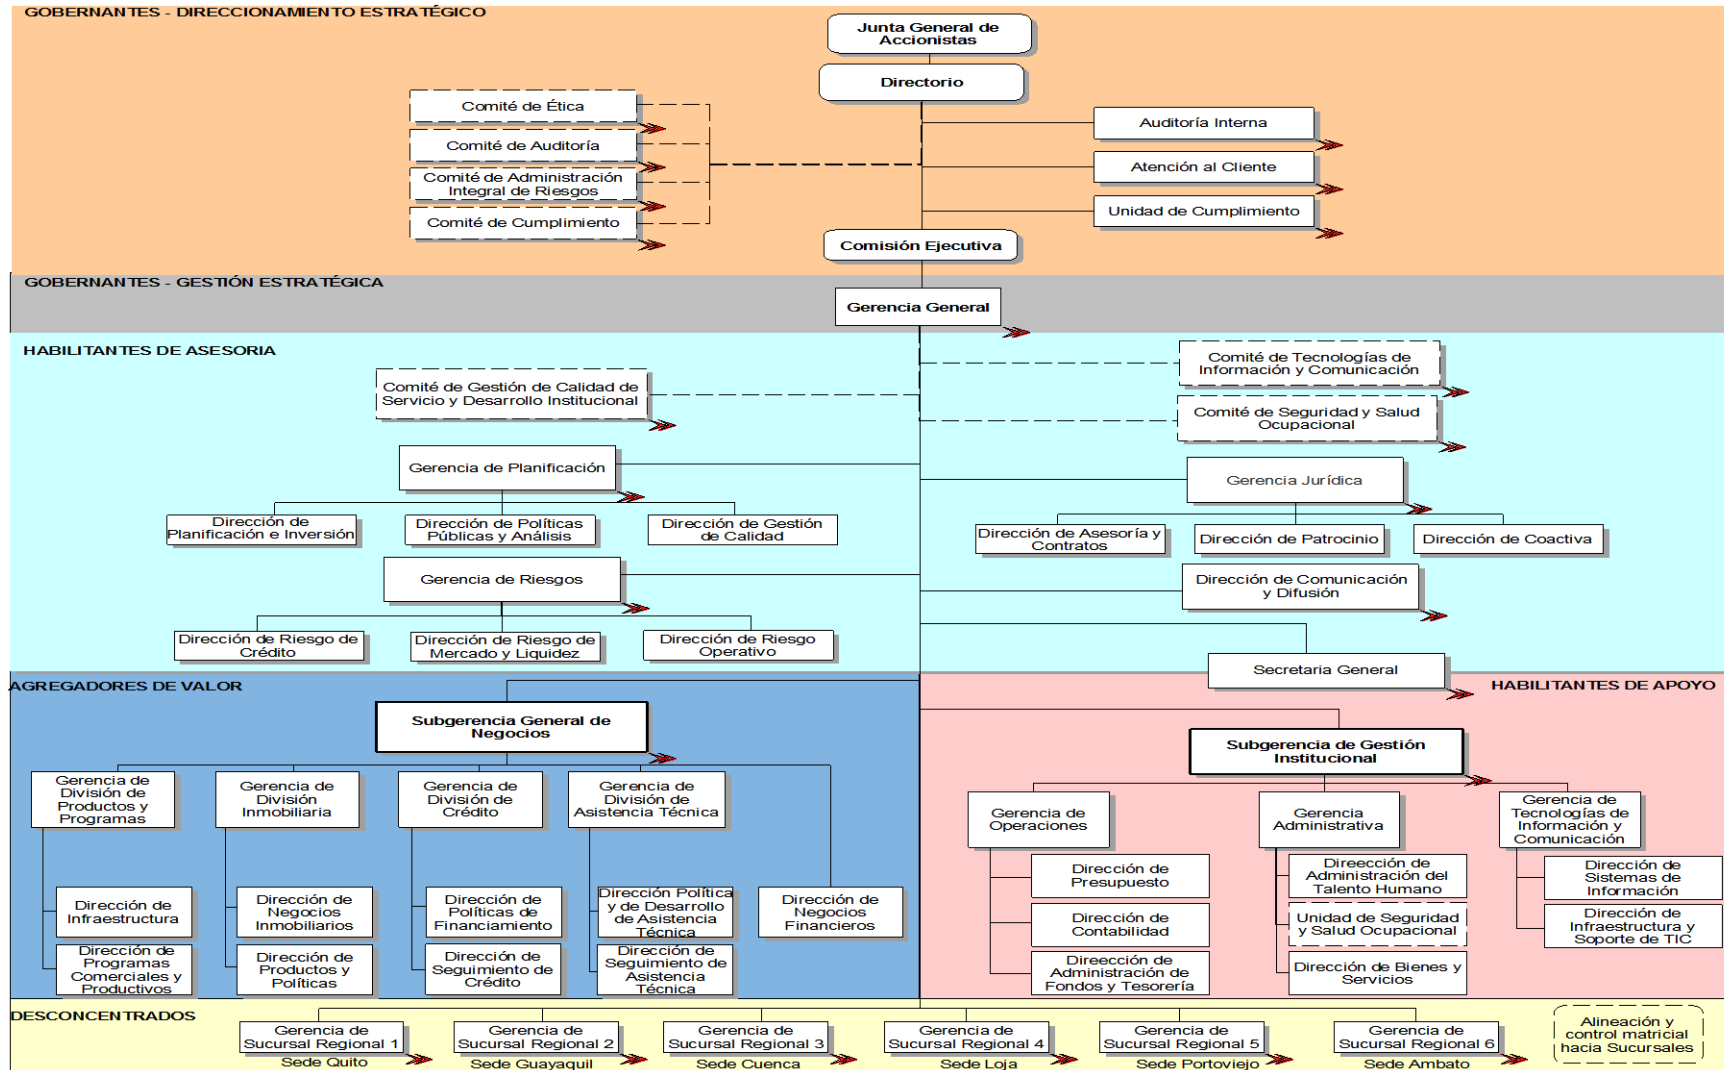 GOBERNANTES - DIRECCIONAMIENTO ESTRATÉGICO
Junta General de
Accionistas
Directorio
Comité de Ética
Comité de Auditoría
Comité de Administración
Integral de Riesgos
Comité de Cumplimiento
Auditoría Interna
Atención al Cliente
Unidad de Cumplimiento
Comisión Ejecutiva
GOBERNANTES - GESTIÓN ESTRATÉGICA
Gerencia General
HABILITANTES DE ASESORIA
Comité de Gestión de Calidad de
Servicio y Desarrollo Institucional
Comité de Tecnologías de
Información y Comunicación
Comité de Seguridad y Salud
Ocupacional
Gerencia de Planificación
Dirección de
Planificación e Inversión
Dirección de Políticas
Públicas y Análisis
Dirección de Gestión
de Calidad
Gerencia Jurídica
Dirección de Asesoría y
Contratos
Dirección de Patrocinio
Dirección de Coactiva
Gerencia de Riesgos
Dirección de Riesgo de
Crédito
Dirección de Riesgo de
Mercado y Liquidez
Dirección de Riesgo
Operativo
Dirección de Comunicación
y Difusión
Secretaria General
AGREGADORES DE VALOR
Subgerencia General de
Negocios
Gerencia de
División de
Productos y
Programas
Gerencia de
División
Inmobiliaria
Gerencia de
División de
Crédito
Gerencia de
División de
Asistencia Técnica
Dirección de
Infraestructura
Dirección de
Negocios
Inmobiliarios
Dirección de
Políticas de
Financiamiento
Dirección Política
y de Desarrollo
de Asistencia
Técnica
Dirección de
Negocios
Financieros
Dirección de
Programas
Comerciales y
Productivos
Dirección de
Productos y
Políticas
Dirección de
Seguimiento de
Crédito
Dirección de
Seguimiento de
Asistencia
Técnica
HABILITANTES DE APOYO
Subgerencia de Gestión
Institucional
Gerencia de
Operaciones
Gerencia
Administrativa
Gerencia de
Tecnologías de
Información y
Comunicación
Dirección de
Presupuesto
Direección de
Administración del
Talento Humano
Dirección de
Sistemas de
Información
Dirección de
Contabilidad
Unidad de Seguridad
y Salud Ocupacional
Dirección de
Infraestructura y
Soporte de TIC
Direección de
Administración de
Fondos y Tesorería
Dirección de Bienes y
Servicios
DESCONCENTRADOS
Gerencia de
Sucursal Regional 1
Sede Quito
Gerencia de
Sucursal Regional 2
Sede Guayaquil
Gerencia de
Sucursal Regional 3
Sede Cuenca
Gerencia de
Sucursal Regional 4
Sede Loja
Gerencia de
Sucursal Regional 5
Sede Portoviejo
Gerencia de
Sucursal Regional 6
Sede Ambato
Alineación y
control matricial
hacia Sucursales